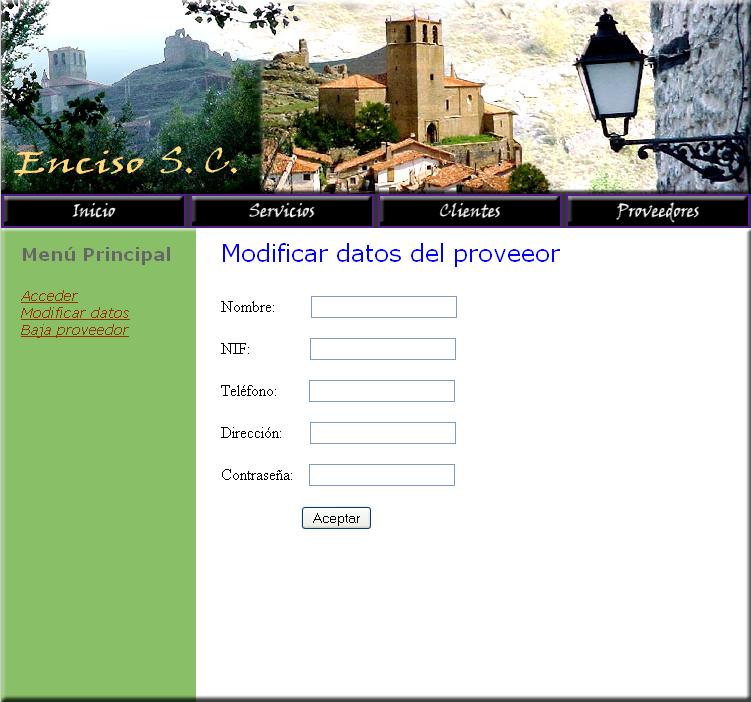 Enciso S. C.
Inicio
Servicios
Clientes
Proveedores
Menú Principal
Acceder
Modificar datos
Baja proveedor
Modificar datos del proveeor
Nombre:
NIF:
Teléfono:
Dirección:
Contraseña:
Aceptar